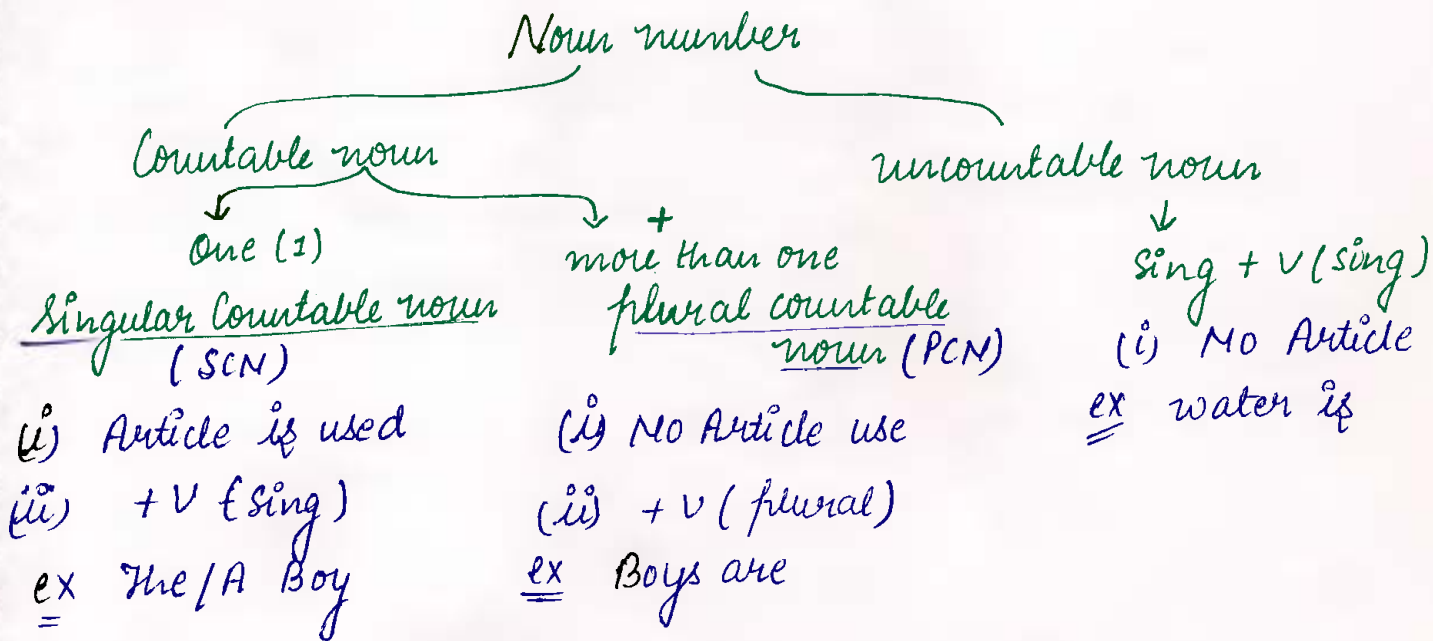 Noun number
Countable noun
uncountable noun
One (1)
Singular Countable noun
(SCN)
(i) Article is used
(ii) + V (Sing)
ex The/A Boy
+
more than one
plural countable
noun (PCN)
(i) No Article use
(ii) + V (plural)
ex Boys are
Sing + V (Sing)
(i) No Article
ex water is